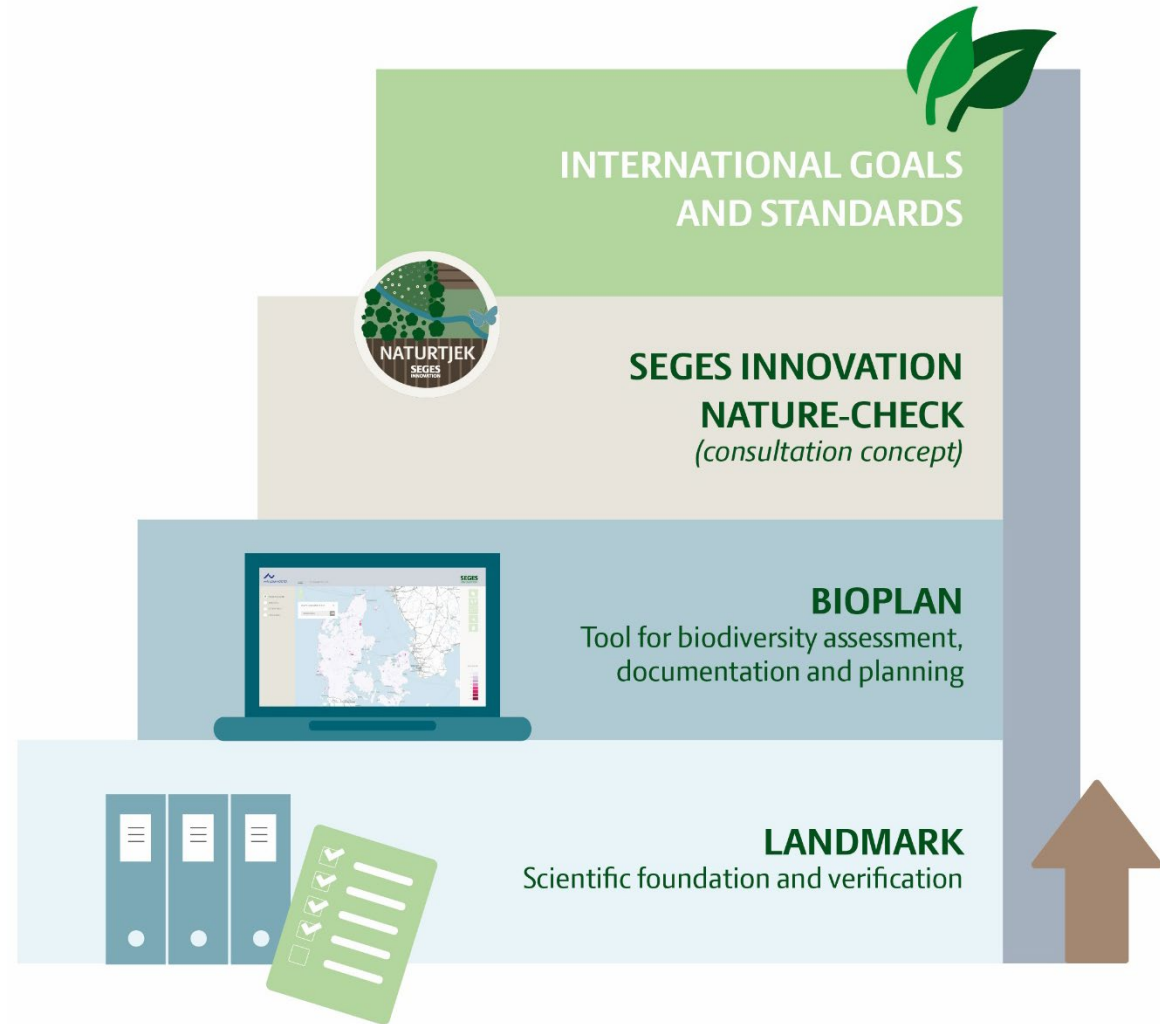 INTERNATIONAL GOALS
AND STANDARDS
NATURTJEK
SEGES
INNOVATION
SEGES INNOVATION
NATURE-CHECK
(consultation concept)
SEGES
BIOPLAN
Tool for biodiversity assessment,
documentation and planning
LANDMARK
Scientific foundation and verification